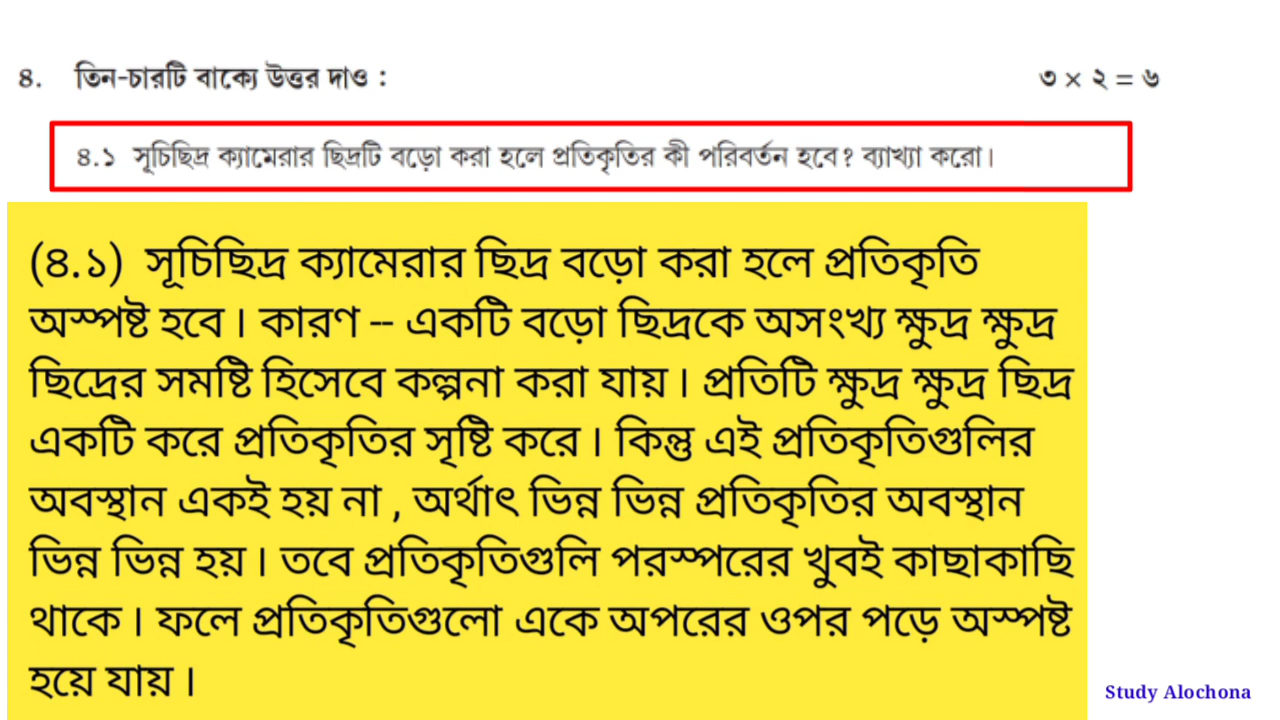 ৪. তিন-চারটি বাক্যে উত্তর দাও : ৩ × ২ = ৬
৪.১ সূচিছিদ্র ক্যামেরার ছিদ্রটি বড়ো করা হলে প্রতিকৃতির কী পরিবর্তন হবে? ব্যাখ্যা করো।
(৪.১) সূচিছিদ্র ক্যামেরার ছিদ্র বড়ো করা হলে প্রতিকৃতি
অস্পষ্ট হবে। কারণ -- একটি বড়ো ছিদ্রকে অসংখ্য ক্ষুদ্র ক্ষুদ্র
ছিদ্রের সমষ্টি হিসেবে কল্পনা করা যায়। প্রতিটি ক্ষুদ্র ক্ষুদ্র ছিদ্র
একটি করে প্রতিকৃতির সৃষ্টি করে। কিন্তু এই প্রতিকৃতিগুলির
অবস্থান একই হয় না , অর্থাৎ ভিন্ন ভিন্ন প্রতিকৃতির অবস্থান
ভিন্ন ভিন্ন হয়। তবে প্রতিকৃতিগুলি পরস্পরের খুবই কাছাকাছি
থাকে। ফলে প্রতিকৃতিগুলো একে অপরের ওপর পড়ে অস্পষ্ট
হয়ে যায়।
Study Alochona